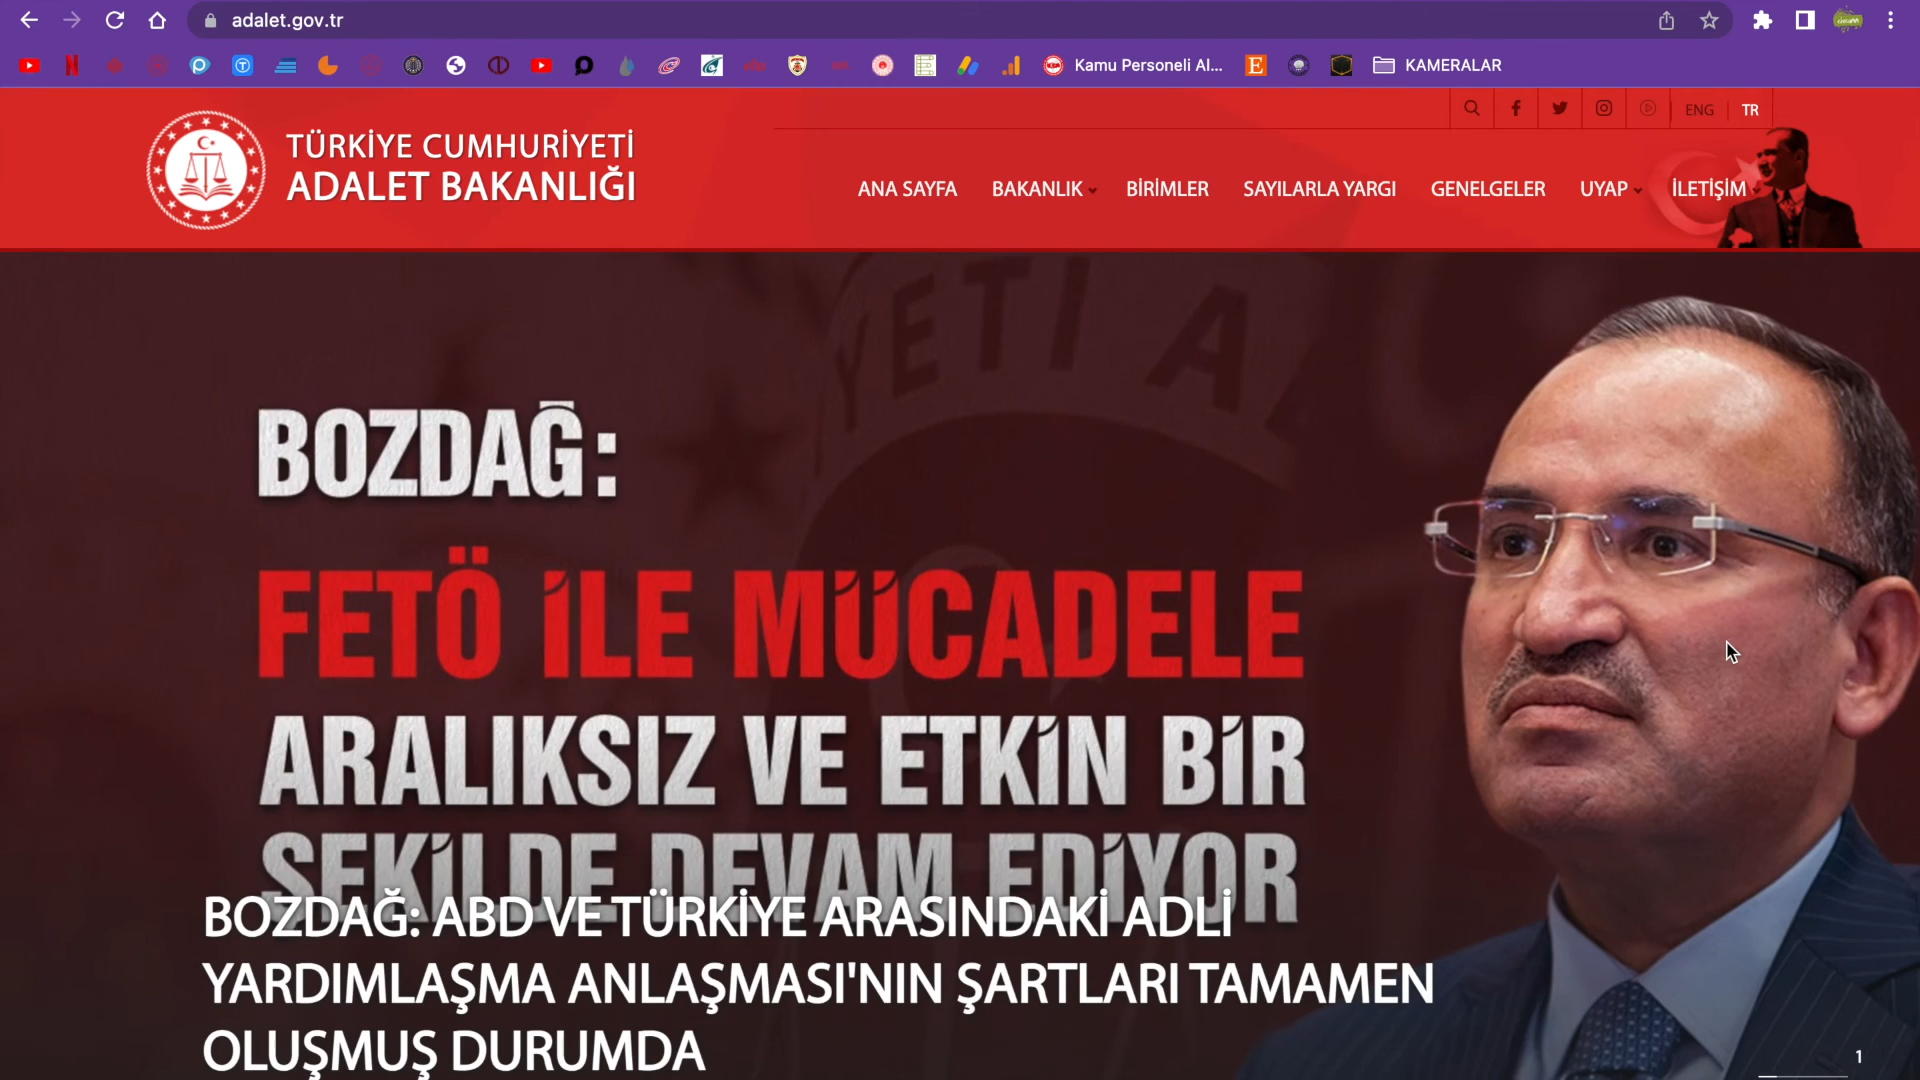 adalet.gov.tr
Kamu Personeli Al...
KAMERALAR
ENG
TR
TÜRKİYE CUMHURİYETİ
ADALET BAKANLIĞI
ANA SAYFA
BAKANLIK
BİRİMLER
SAYILARLA YARGI
GENELGELER
UYAP
İLETİŞİM
YETİ A
BOZDAĞ:
FETÖ İLE MÜCADELE
ARALIKSIZ VE ETKİN BİR
ŞEKİLDE DEVAM EDİYOR
BOZDAĞ: ABD VE TÜRKİYE ARASINDAKİ ADLİ
YARDIMLAŞMA ANLAŞMASI'NIN ŞARTLARI TAMAMEN
OLUŞMUŞ DURUMDA
1